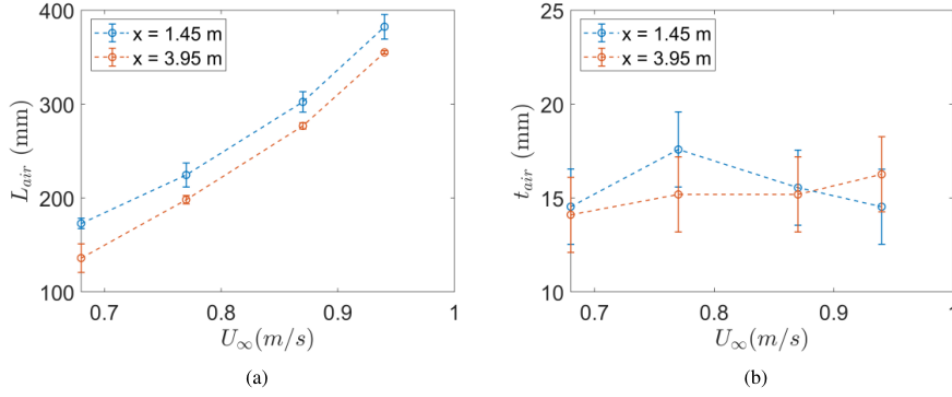 400
300
200
100
L_air (mm)
x = 1.45 m
x = 3.95 m
0.7 0.8 0.9 1
U_∞(m/s)
(a)
25
20
15
10
t_air (mm)
x = 1.45 m
x = 3.95 m
0.7 0.8 0.9 1
U_∞(m/s)
(b)